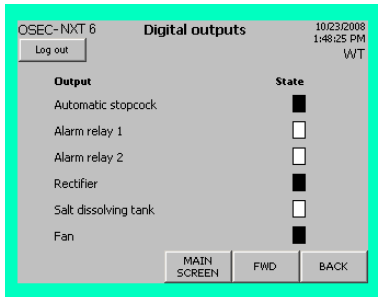 OSEC-NXT 6 Digital outputs 10/23/2008
1:48:25 PM
Log out
WT
Output State
Automatic stopcock
Alarm relay 1
Alarm relay 2
Rectifier
Salt dissolving tank
Fan
MAIN SCREEN FWD BACK